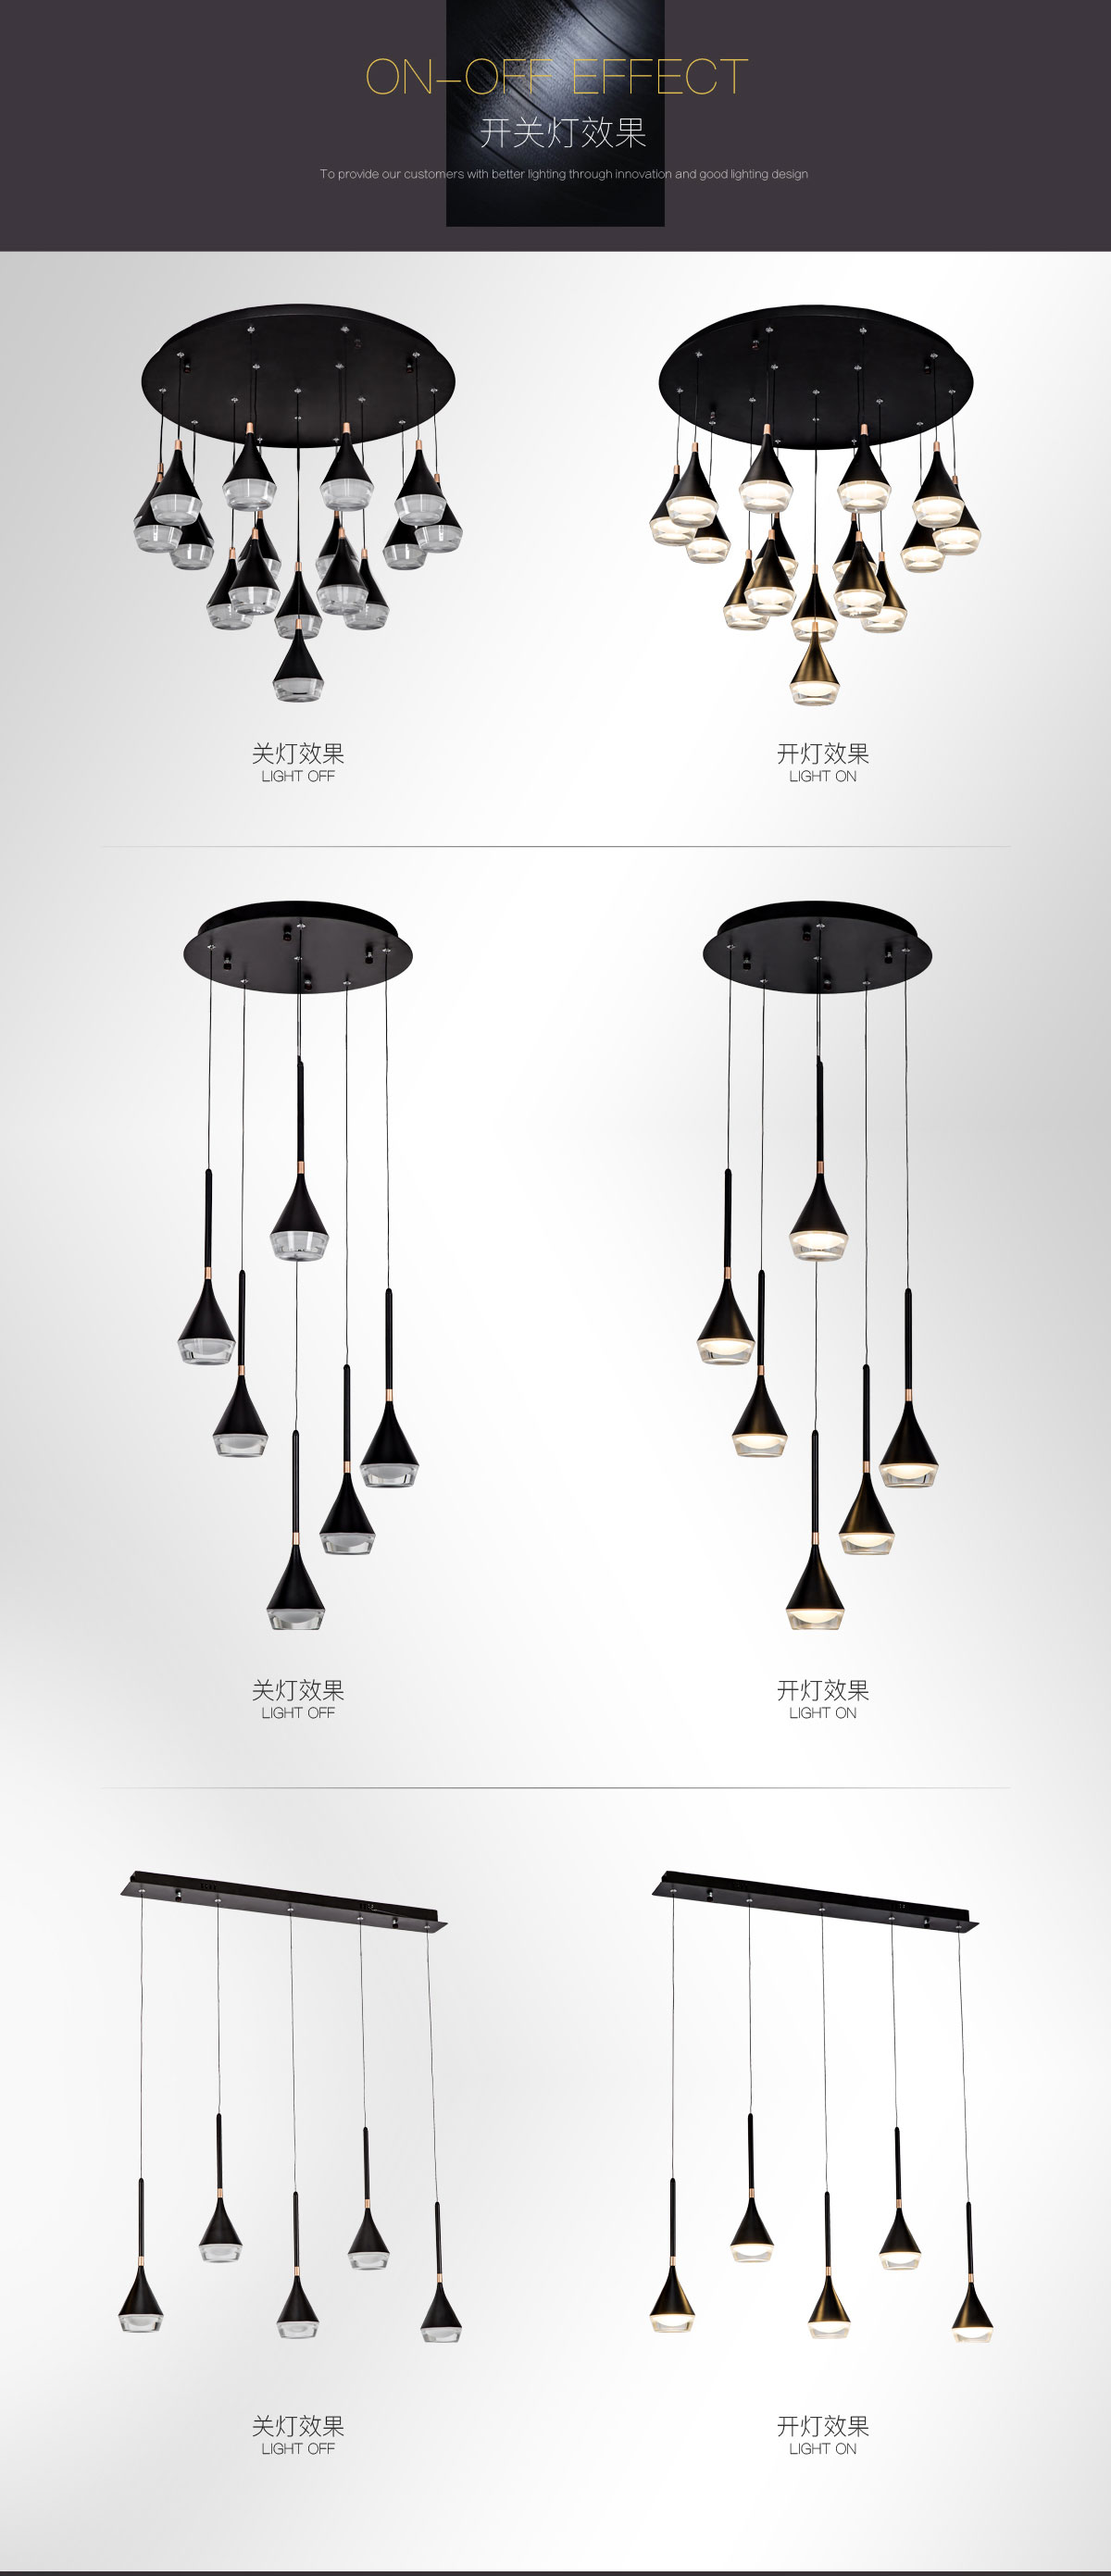 ON-OFF EFFECT
开关灯效果
To provide our customers with better lighting through innovation and good lighting design
关灯效果
LIGHT OFF
开灯效果
LIGHT ON
关灯效果
LIGHT OFF
开灯效果
LIGHT ON
关灯效果
LIGHT OFF
开灯效果
LIGHT ON